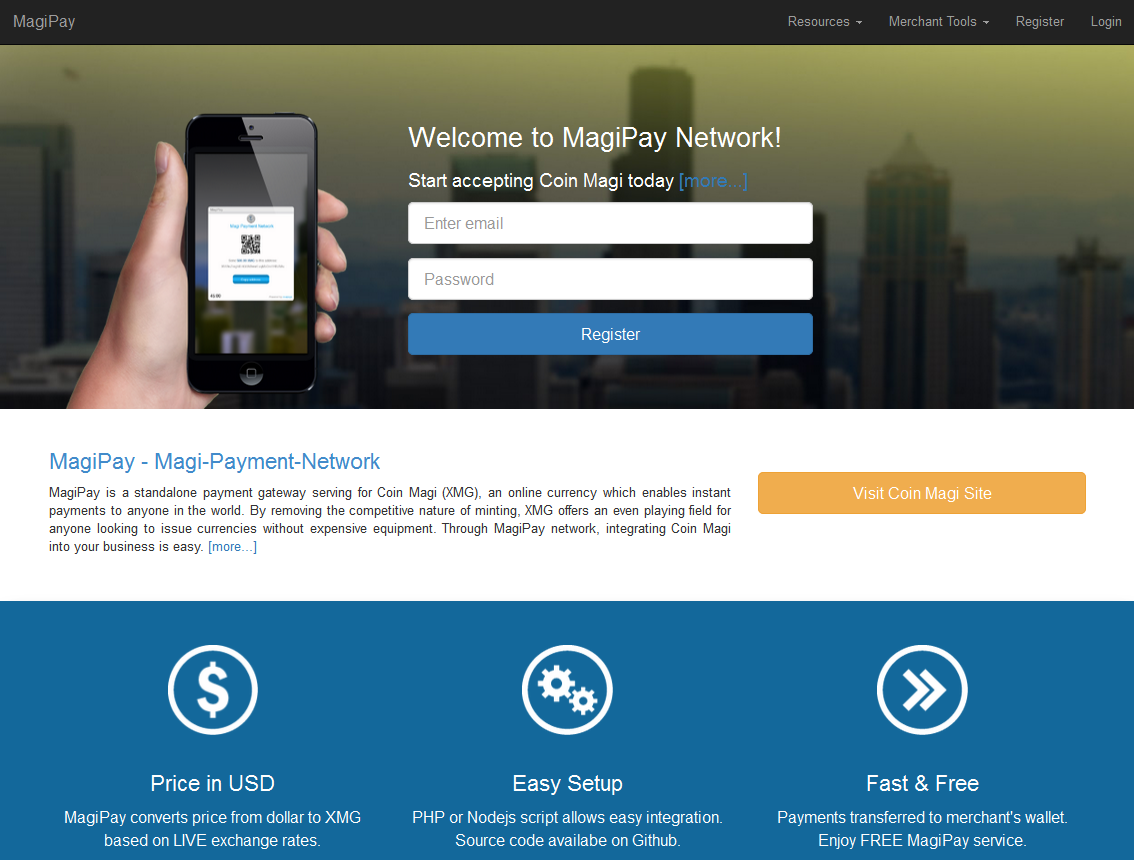 MagiPay
Resources
Merchant Tools
Register
Login
Welcome to MagiPay Network!
Start accepting Coin Magi today [more...]
Enter email
Password
Register
Magi Payment Network
MagiPay - Magi-Payment-Network
MagiPay is a standalone payment gateway serving for Coin Magi (XMG), an online currency which enables instant
payments to anyone in the world. By removing the competitive nature of minting, XMG offers an even playing field for
anyone looking to issue currencies without expensive equipment. Through MagiPay network, integrating Coin Magi
into your business is easy. [more...]
Visit Coin Magi Site
Price in USD
MagiPay converts price from dollar to XMG
based on LIVE exchange rates.
Easy Setup
PHP or Nodejs script allows easy integration.
Source code availabe on Github.
Fast & Free
Payments transferred to merchant's wallet.
Enjoy FREE MagiPay service.